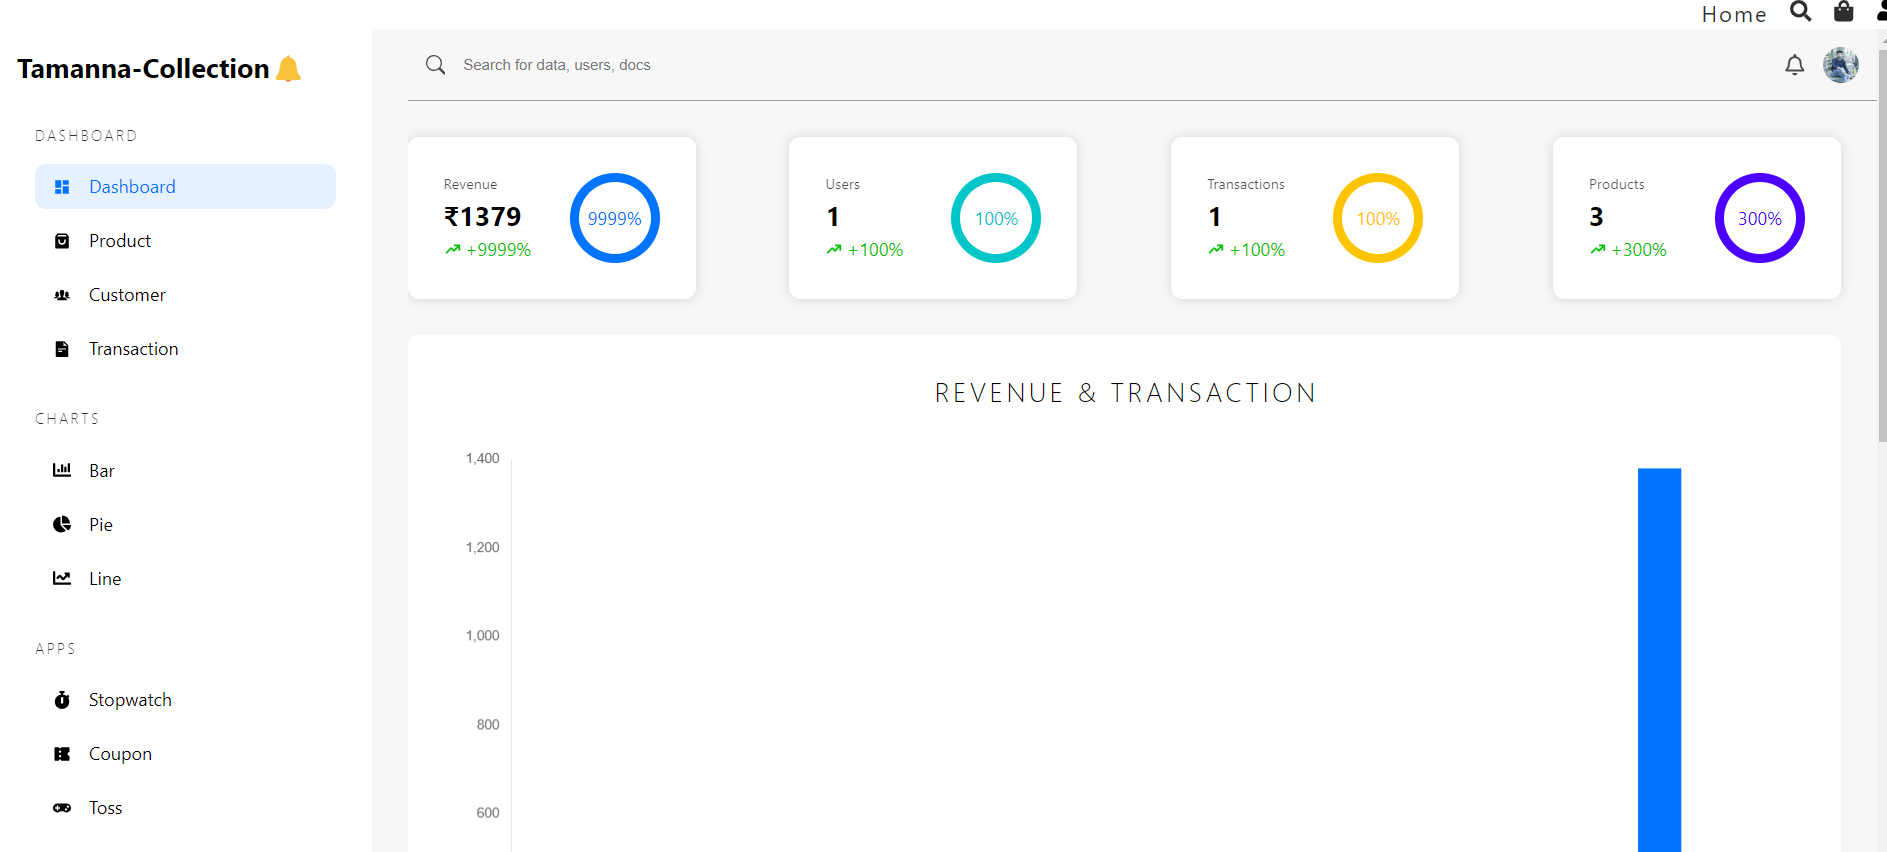 Home
Tamanna-Collection
Search for data, users, docs
DASHBOARD
Dashboard
Product
Customer
Transaction
CHARTS
Bar
Pie
Line
APPS
Stopwatch
Coupon
Toss
Revenue
₹1379
+9999%
9999%
Users
1
+100%
100%
Transactions
1
+100%
100%
Products
3
+300%
300%
REVENUE & TRANSACTION
1,400
1,200
1,000
800
600